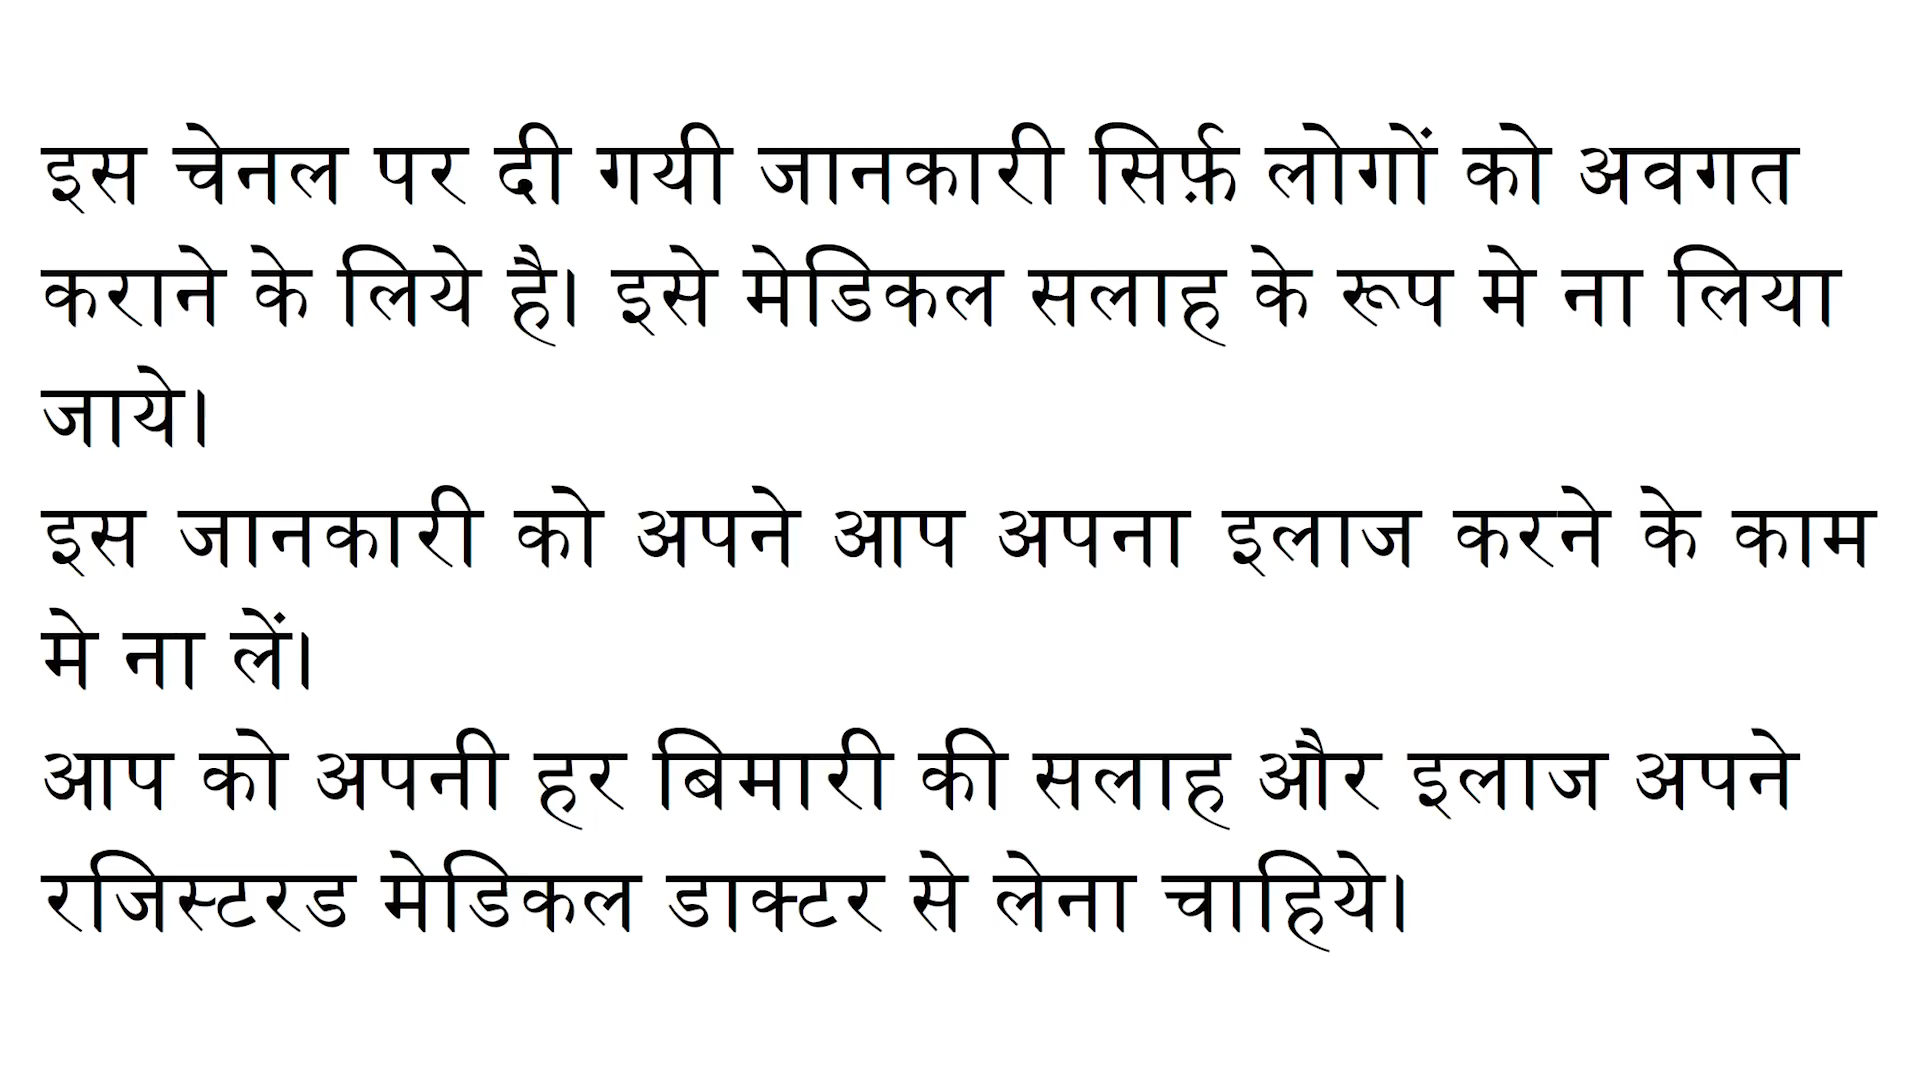 इस चेनल पर दी गयी जानकारी सिर्फ़ लोगों को अवगत
कराने के लिये है। इसे मेडिकल सलाह के रूप मे ना लिया
जाये।
इस जानकारी को अपने आप अपना इलाज करने के काम
मे ना लें।
आप को अपनी हर बिमारी की सलाह और इलाज अपने
रजिस्टरड मेडिकल डाक्टर से लेना चाहिये।